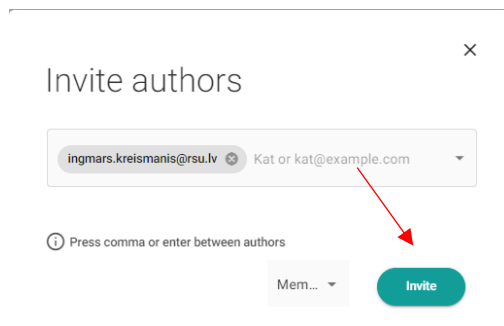 Invite authors
ingmars.kreismanis@rsu.lv Kat or kat@example.com
Press comma or enter between authors
Mem... Invite